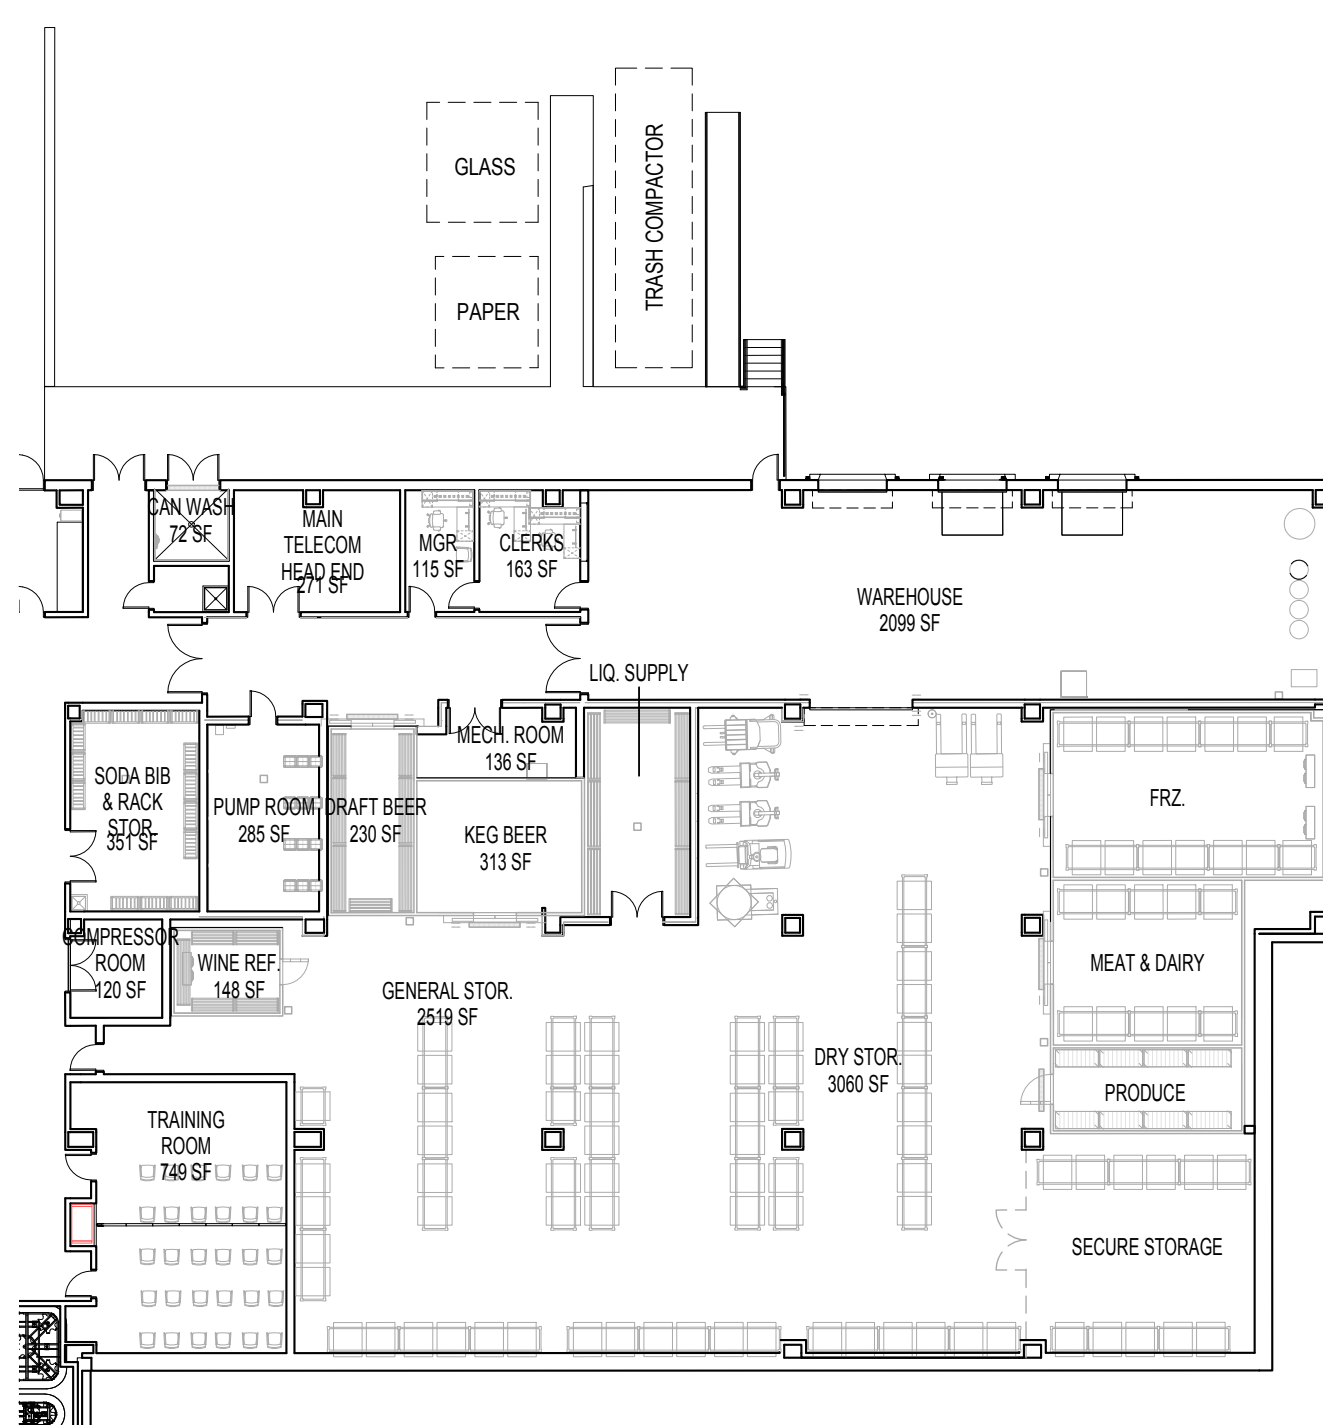 GLASS
TRASH COMPACTOR
PAPER
CAN WASH
72 SF
MAIN
TELECOM
HEAD END
271 SF
MGR
115 SF
CLERKS
163 SF
WAREHOUSE
2099 SF
LIQ. SUPPLY
MECH. ROOM
136 SF
SODA BIB
& RACK
STOR.
351 SF
PUMP ROOM
285 SF
DRAFT BEER
230 SF
KEG BEER
313 SF
FRZ.
COMPRESSOR
ROOM
120 SF
WINE REF.
148 SF
GENERAL STOR.
2519 SF
MEAT & DAIRY
DRY STOR.
3060 SF
PRODUCE
TRAINING
ROOM
749 SF
SECURE STORAGE